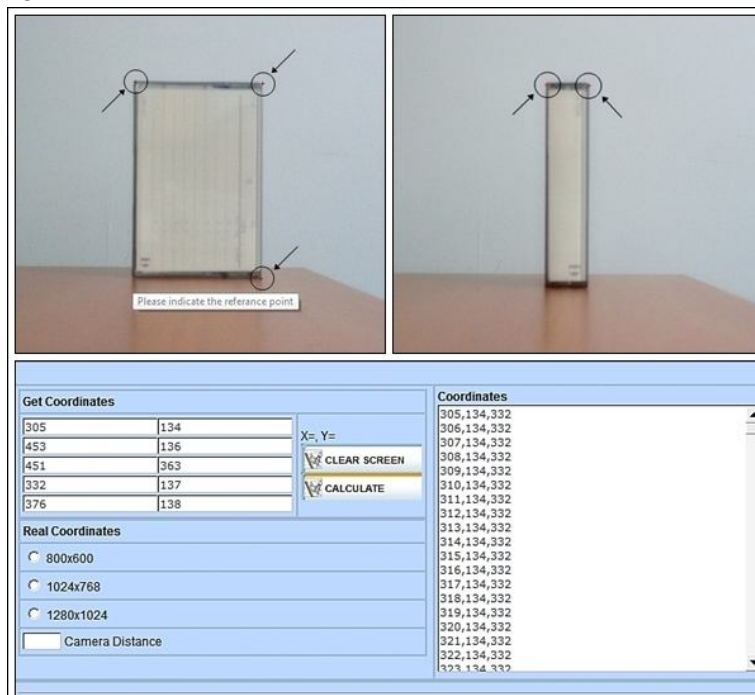 Please indicate the referance point
Get Coordinates
305 134
453 136
451 363
332 137
376 138
X=, Y=
CLEAR SCREEN
CALCULATE
Real Coordinates
800x600
1024x768
1280x1024
Camera Distance
Coordinates
305,134,332
306,134,332
307,134,332
308,134,332
309,134,332
310,134,332
311,134,332
312,134,332
313,134,332
314,134,332
315,134,332
316,134,332
317,134,332
318,134,332
319,134,332
320,134,332
321,134,332
322,134,332
323,134,332